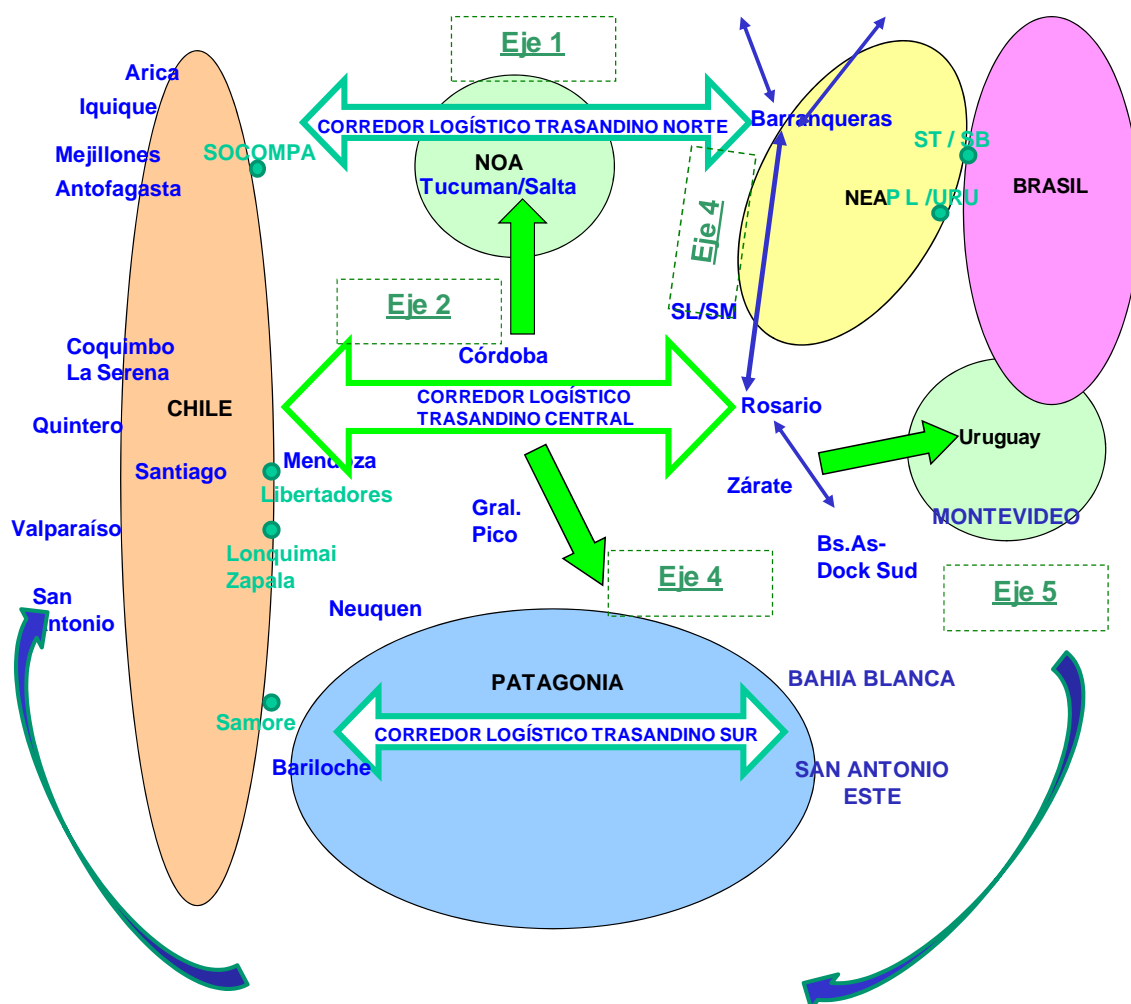 Eje 1
Arica
Iquique
CORREDOR LOGÍSTICO TRASANDINO NORTE
Barranqueras
Mejillones
SOCOMPA
Antofagasta
NOA
Tucuman/Salta
ST / SB
BRASIL
NEA
P L /URU
Eje 4
Eje 2
SL/SM
Coquimbo
La Serena
Córdoba
CHILE
CORREDOR LOGÍSTICO
TRASANDINO CENTRAL
Rosario
Quintero
Uruguay
Santiago
Mendoza
Libertadores
Zárate
Valparaíso
Gral.
Pico
MONTEVIDEO
Lonquimai
Zapala
Bs.As-
Dock Sud
Eje 4
Eje 5
San
Antonio
Neuquen
PATAGONIA
BAHIA BLANCA
Samore
CORREDOR LOGÍSTICO TRASANDINO SUR
Bariloche
SAN ANTONIO
ESTE